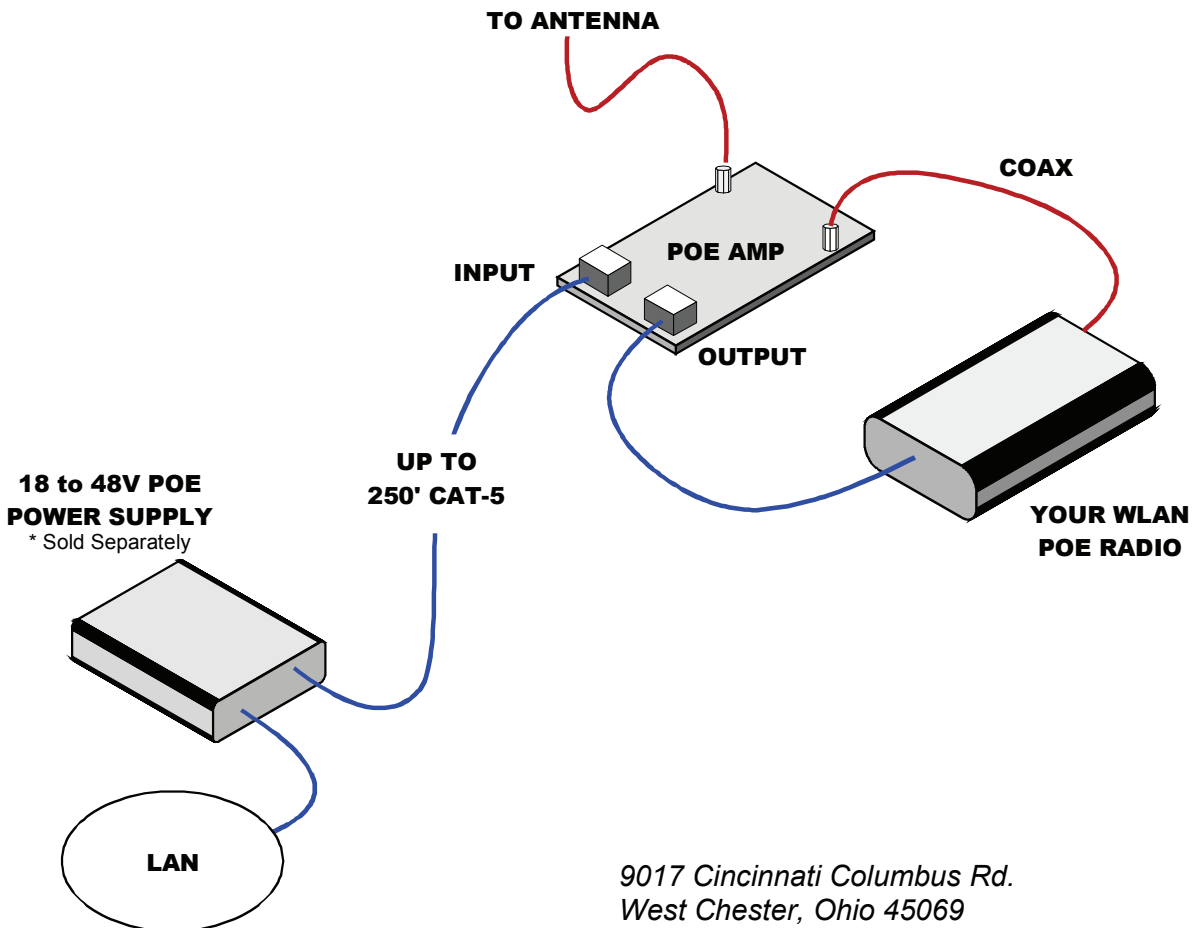 TO ANTENNA
COAX
POE AMP
INPUT
OUTPUT
UP TO
250' CAT-5
18 to 48V POE
POWER SUPPLY
* Sold Separately
YOUR WLAN
POE RADIO
LAN
9017 Cincinnati Columbus Rd.
West Chester, Ohio 45069